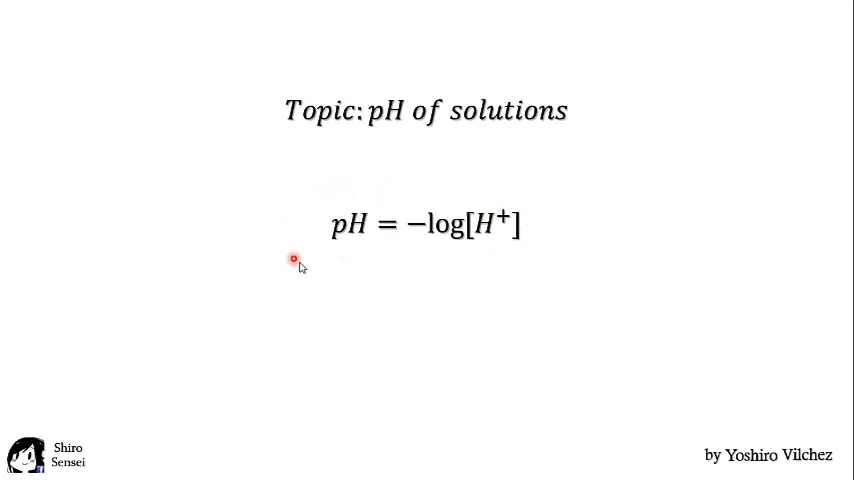 Topic: pH of solutions
pH = −log[H⁺]
Shiro
Sensei
by Yoshiro Vilchez